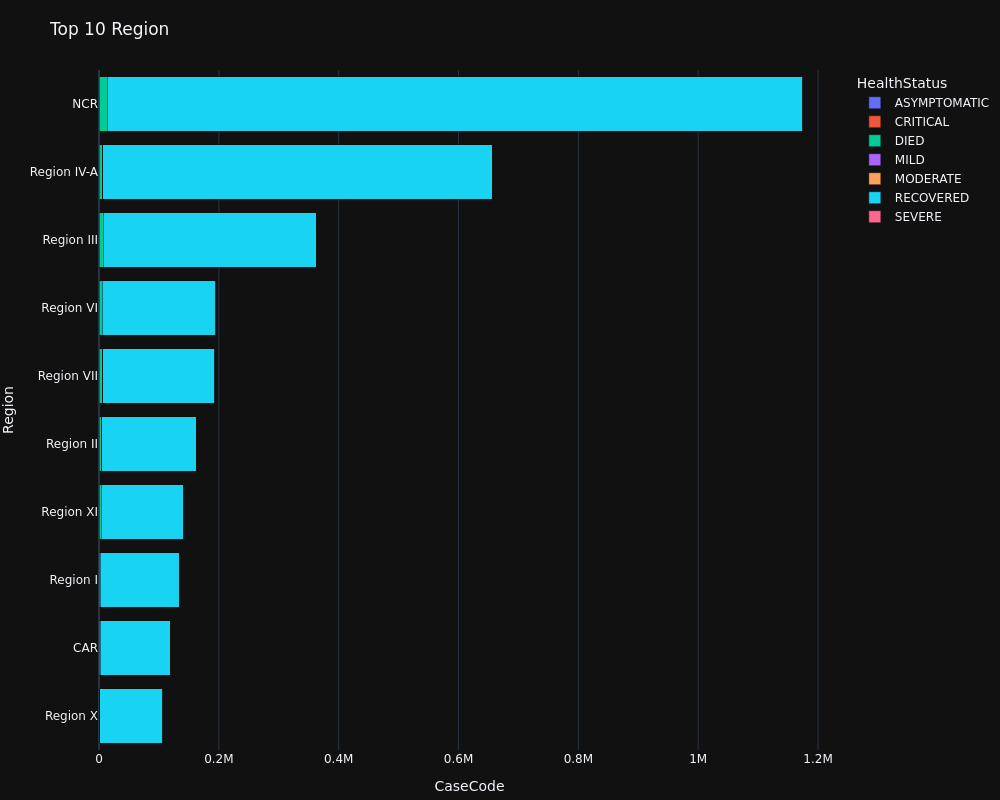 Top 10 Region
HealthStatus
ASYMPTOMATIC
CRITICAL
DIED
MILD
MODERATE
RECOVERED
SEVERE
Region
NCR
Region IV-A
Region III
Region VI
Region VII
Region II
Region XI
Region I
CAR
Region X
0 0.2M 0.4M 0.6M 0.8M 1M 1.2M
CaseCode